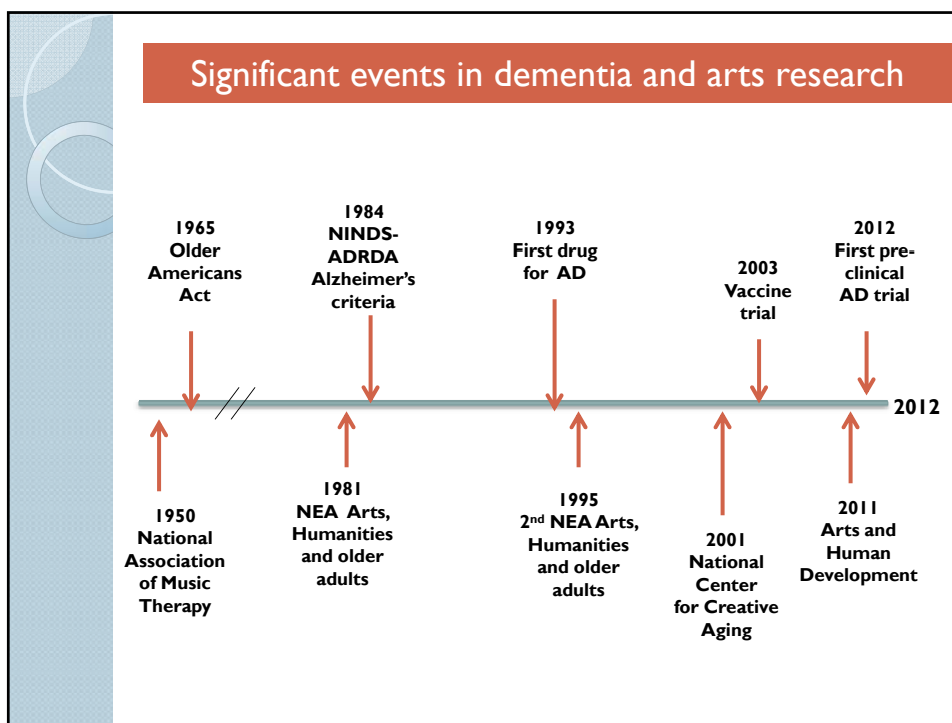 Significant events in dementia and arts research
1965
Older
Americans
Act
1984
NINDS-
ADRDA
Alzheimer’s
criteria
1993
First drug
for AD
2003
Vaccine
trial
2012
First pre-
clinical
AD trial
2012
1950
National
Association
of Music
Therapy
1981
NEA Arts,
Humanities
and older
adults
1995
2nd NEA Arts,
Humanities
and older
adults
2001
National
Center
for Creative
Aging
2011
Arts and
Human
Development